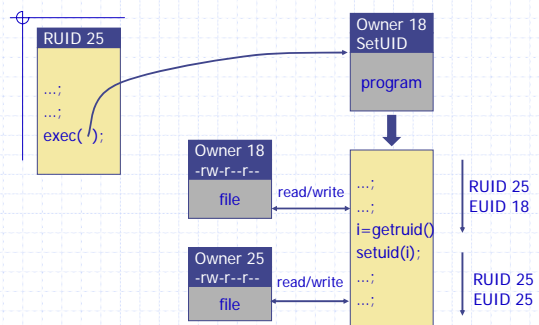 RUID 25
...;
...;
exec( );
Owner 18
SetUID
program
Owner 18
-rw-r--r--
file
read/write
Owner 25
-rw-r--r--
file
read/write
...;
...;
i=getruid()
setuid(i);
...;
...;
RUID 25
EUID 18
RUID 25
EUID 25